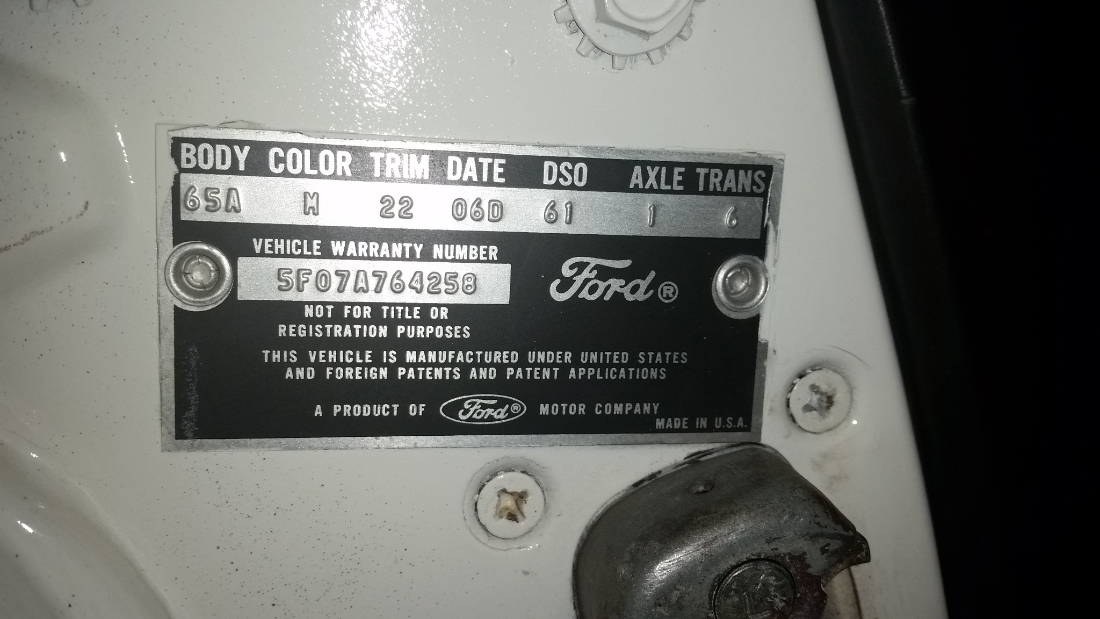 BODY COLOR TRIM DATE DSO AXLE TRANS
65A M 22 06D 61 1 6
VEHICLE WARRANTY NUMBER
5F07A764258
Ford®
NOT FOR TITLE OR
REGISTRATION PURPOSES
THIS VEHICLE IS MANUFACTURED UNDER UNITED STATES
AND FOREIGN PATENTS AND PATENT APPLICATIONS
A PRODUCT OF Ford® MOTOR COMPANY
MADE IN U.S.A.